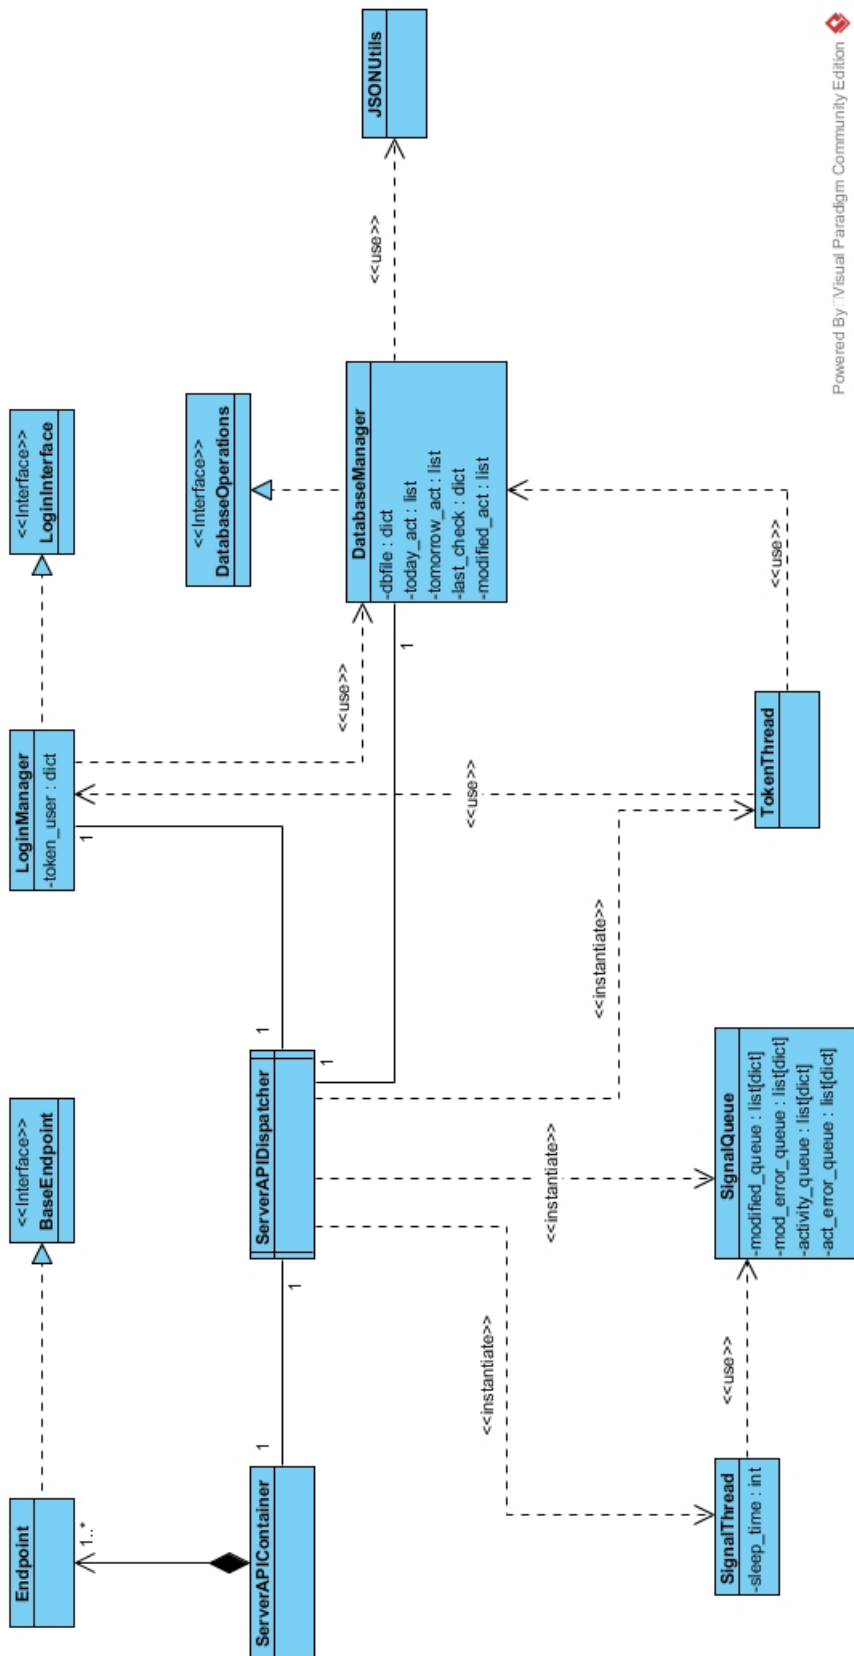 Endpoint
<<Interface>>
BaseEndpoint
LoginManager
-token_user : dict
<<Interface>>
LoginInterface
1..*
1
<<Interface>>
DatabaseOperations
ServerAPIContainer
1
1
ServerAPIDispatcher
1
1
<<use>>
DatabaseManager
-dbfile : dict
-today_act : list
-tomorrow_act : list
-last_check : dict
-modified_act : list
1
<<use>>
JSONUtils
<<use>>
<<instantiate>>
<<instantiate>>
<<instantiate>>
<<use>>
SignalThread
-sleep_time : int
<<use>>
SignalQueue
-modified_queue : list[dict]
-mod_error_queue : list[dict]
-activity_queue : list[dict]
-act_error_queue : list[dict]
TokenThread
Powered By Visual Paradigm Community Edition